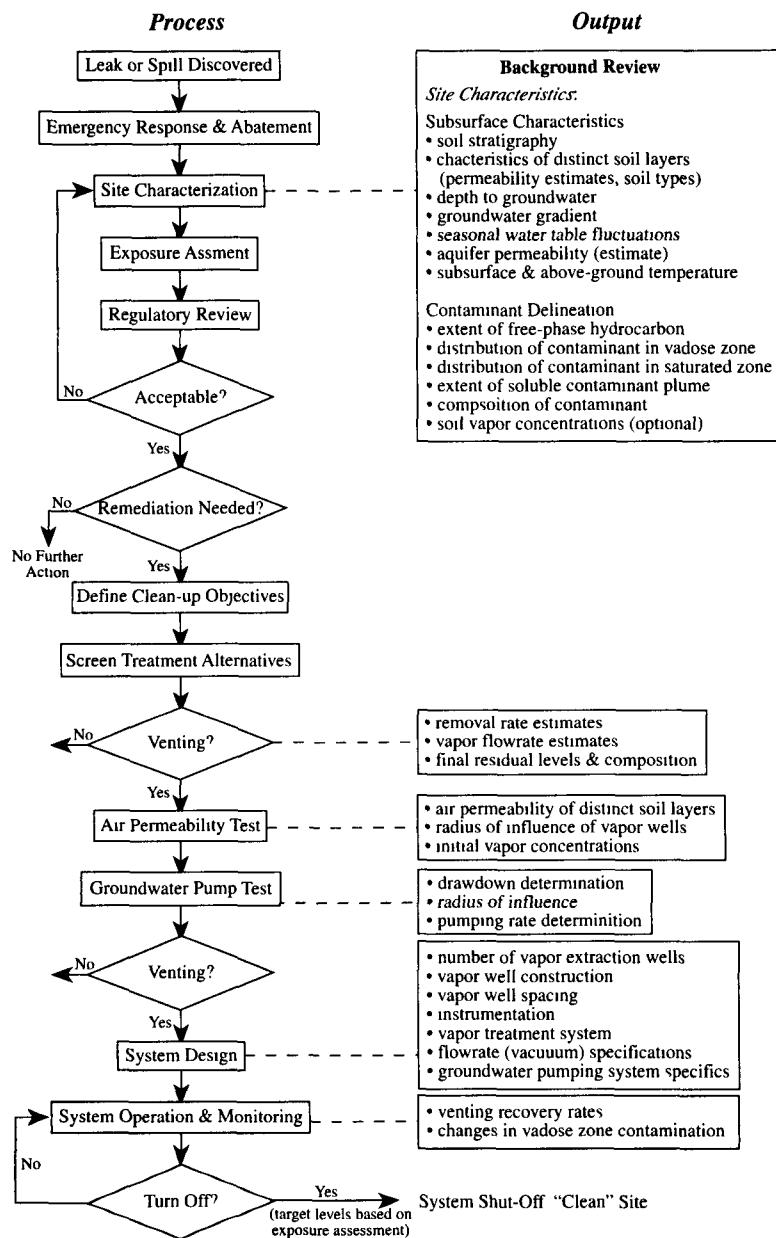 Process
Output
Leak or Spill Discovered
Emergency Response & Abatement
Site Characterization
Exposure Assment
Regulatory Review
No
Acceptable?
Yes
No
Remediation Needed?
No Further
Action
Yes
Define Clean-up Objectives
Screen Treatment Alternatives
No
Venting?
Yes
Air Permeability Test
Groundwater Pump Test
No
Venting?
Yes
System Design
System Operation & Monitoring
No
Turn Off?
Yes
(target levels based on
exposure assessment)
System Shut-Off "Clean" Site
Background Review
Site Characteristics:
Subsurface Characteristics
• soil stratigraphy
• chacteristics of distinct soil layers
(permeability estimates, soil types)
• depth to groundwater
• groundwater gradient
• seasonal water table fluctuations
• aquifer permeability (estimate)
• subsurface & above-ground temperature
Contaminant Delineation
• extent of free-phase hydrocarbon
• distribution of contaminant in vadose zone
• distribution of contaminant in saturated zone
• extent of soluble contaminant plume
• compsoition of contaminant
• soil vapor concentrations (optional)
• removal rate estimates
• vapor flowrate estimates
• final residual levels & composition
• air permeability of distinct soil layers
• radius of influence of vapor wells
• initial vapor concentrations
• drawdown determination
• radius of influence
• pumping rate determinition
• number of vapor extraction wells
• vapor well construction
• vapor well spacing
• instrumentation
• vapor treatment system
• flowrate (vacuuum) specifications
• groundwater pumping system specifics
• venting recovery rates
• changes in vadose zone contamination